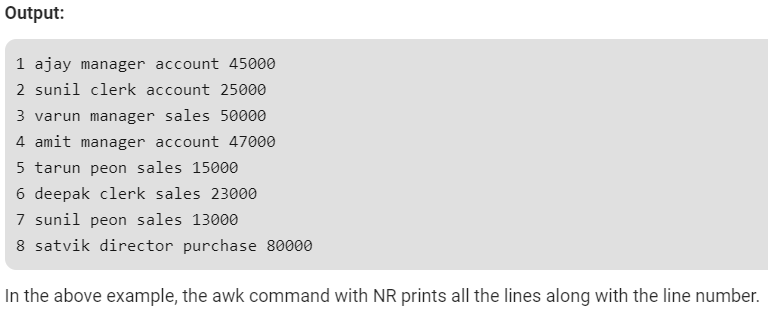 Output:
1 ajay manager account 45000
2 sunil clerk account 25000
3 varun manager sales 50000
4 amit manager account 47000
5 tarun peon sales 15000
6 deepak clerk sales 23000
7 sunil peon sales 13000
8 satvik director purchase 80000
In the above example, the awk command with NR prints all the lines along with the line number.